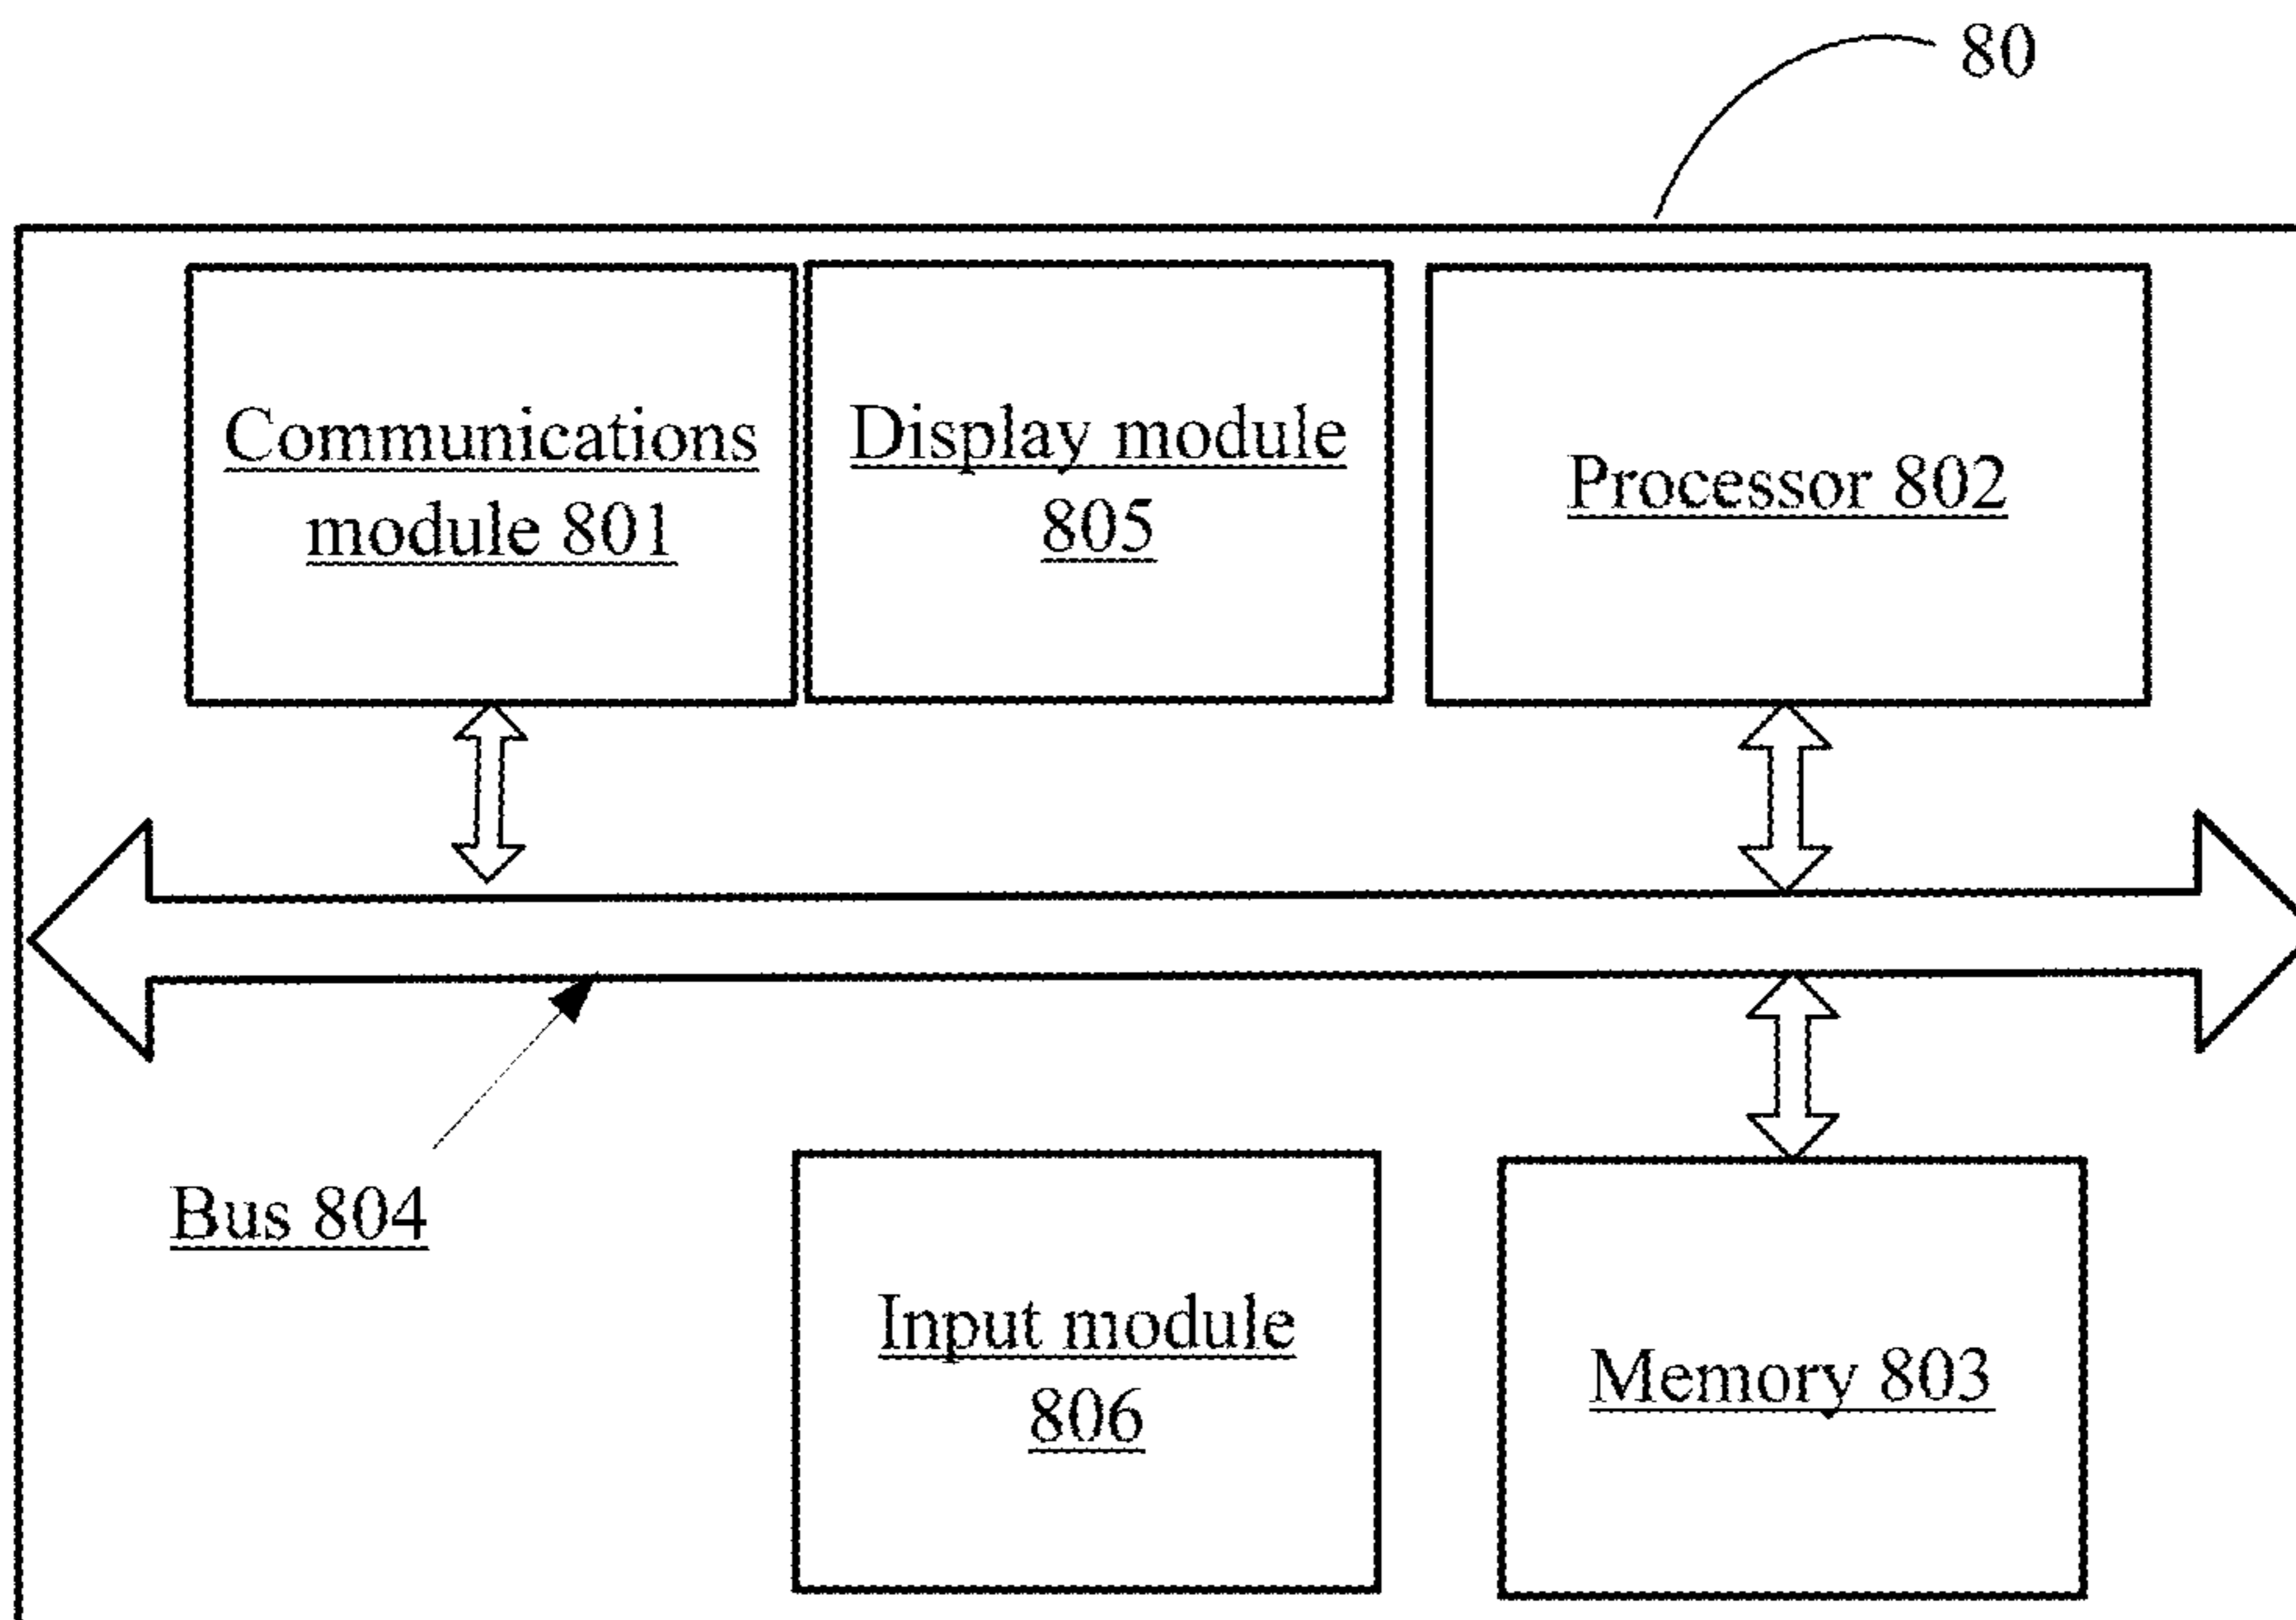 80
Communications
module 801
Display module
805
Processor 802
Bus 804
Input module
806
Memory 803